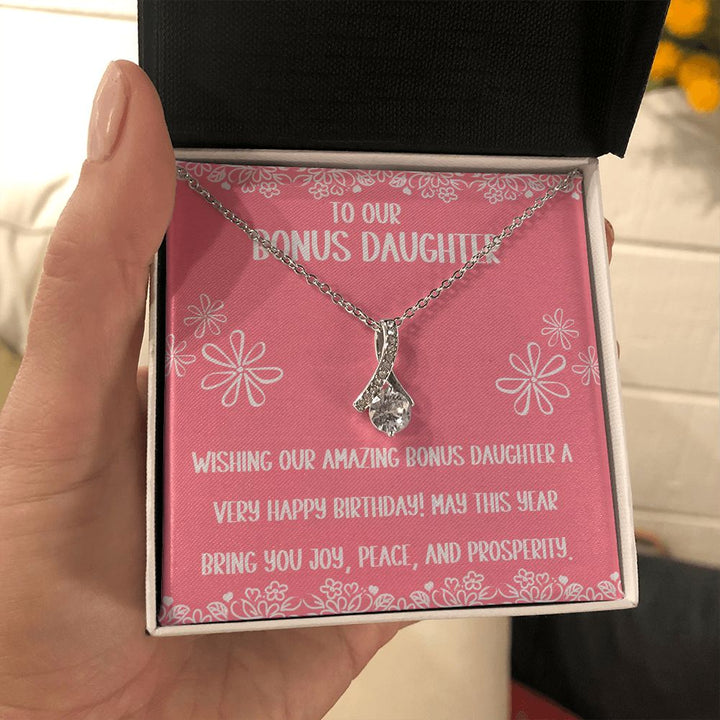 TO OUR
BONUS DAUGHTER
WISHING OUR AMAZING BONUS DAUGHTER A
VERY HAPPY BIRTHDAY! MAY THIS YEAR
BRING YOU JOY, PEACE, AND PROSPERITY.